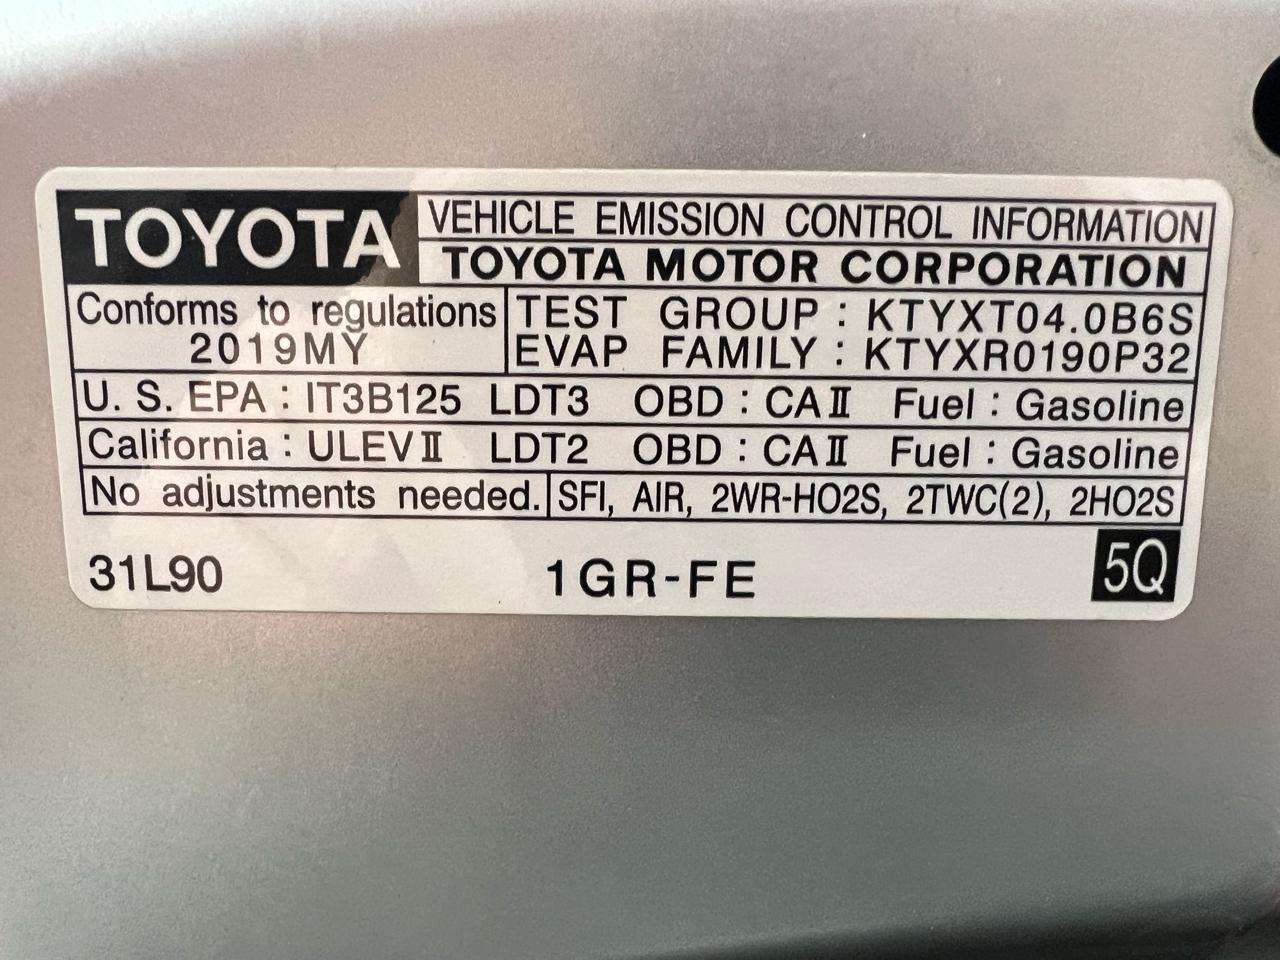 TOYOTA VEHICLE EMISSION CONTROL INFORMATION
TOYOTA MOTOR CORPORATION
Conforms to regulations
2019MY
TEST GROUP : KTYXT04.0B6S
EVAP FAMILY : KTYXR0190P32
U. S. EPA : IT3B125 LDT3 OBD : CAⅡ Fuel : Gasoline
California : ULEVⅡ LDT2 OBD : CAⅡ Fuel : Gasoline
No adjustments needed. SFI, AIR, 2WR-HO2S, 2TWC(2), 2HO2S
31L90 1GR-FE 5Q